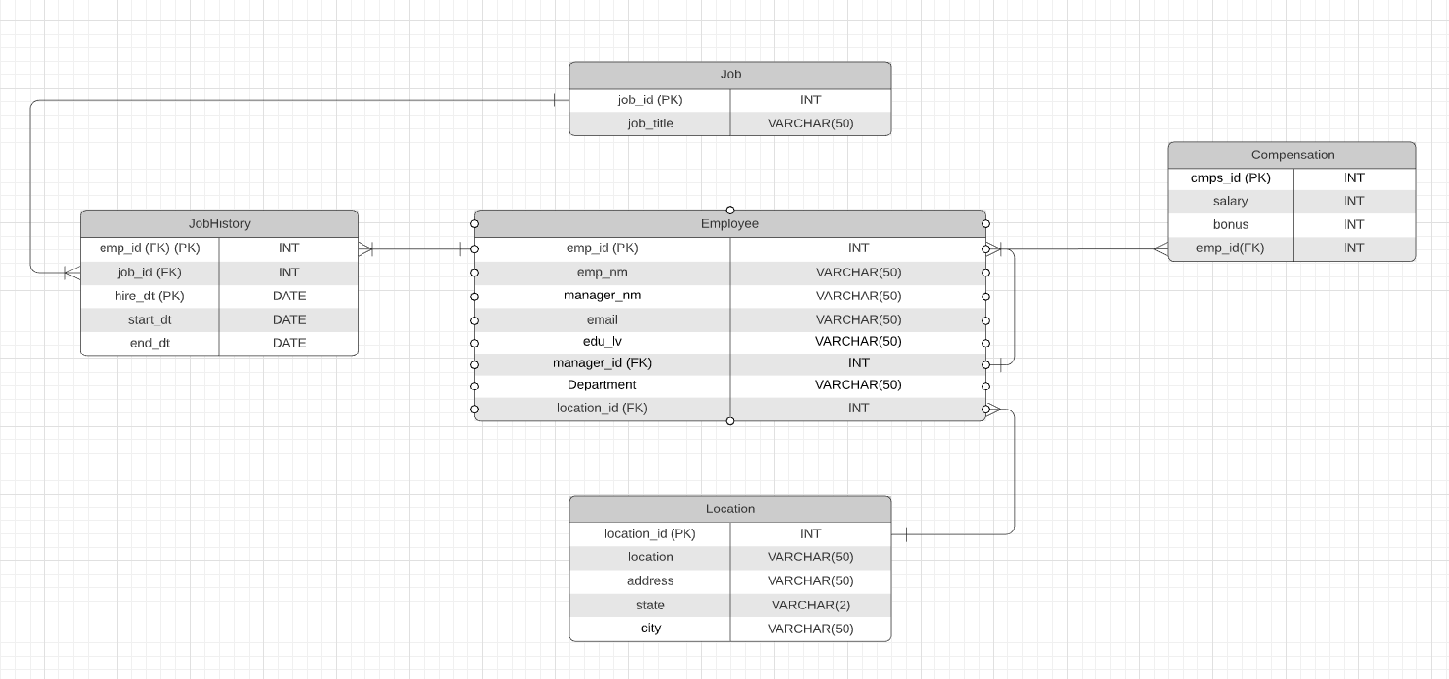 Job
job_id (PK) INT
job_title VARCHAR(50)
Compensation
cmps_id (PK) INT
salary INT
bonus INT
emp_id(FK) INT
JobHistory
emp_id (FK) (PK) INT
job_id (FK) INT
hire_dt (PK) DATE
start_dt DATE
end_dt DATE
Employee
emp_id (PK) INT
emp_nm VARCHAR(50)
manager_nm VARCHAR(50)
email VARCHAR(50)
edu_lv VARCHAR(50)
manager_id (FK) INT
Department VARCHAR(50)
location_id (FK) INT
Location
location_id (PK) INT
location VARCHAR(50)
address VARCHAR(50)
state VARCHAR(2)
city VARCHAR(50)